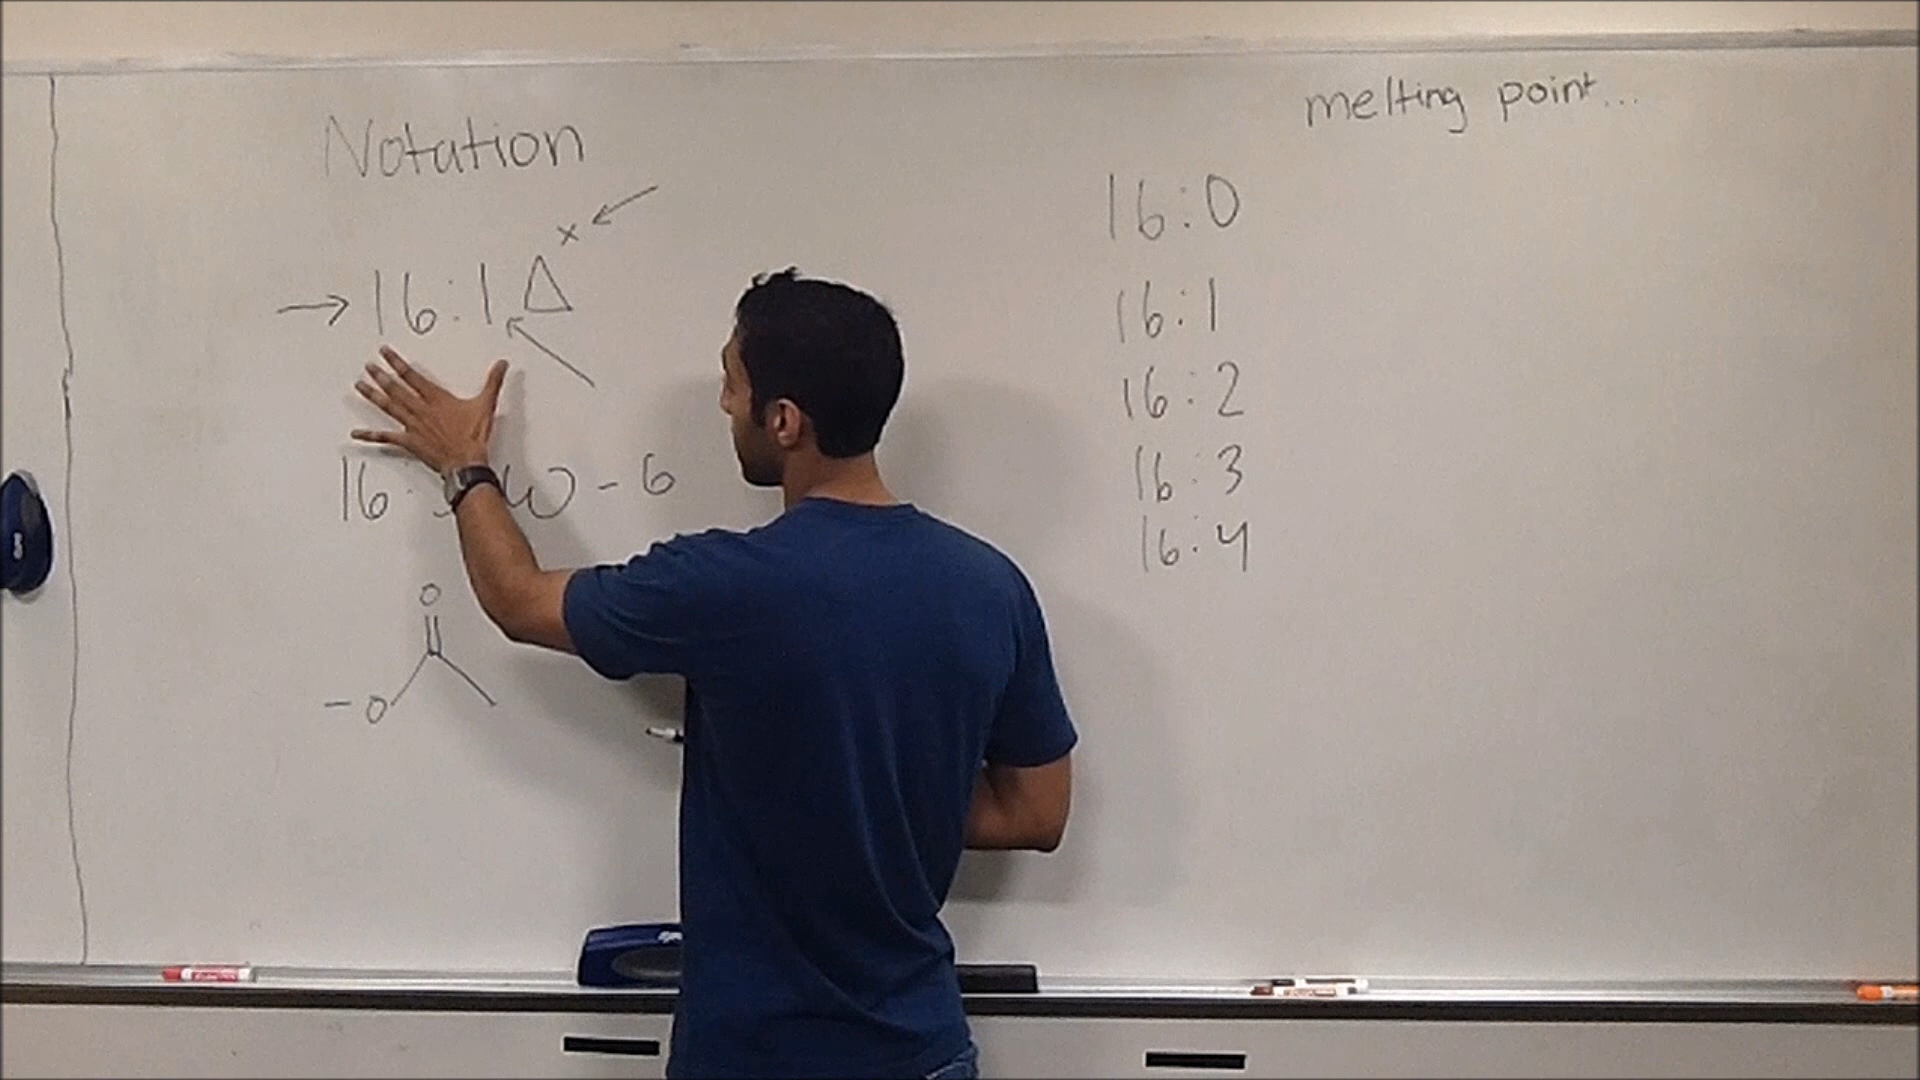 Notation
x
→ 16:1 Δ
16: ω-6
O
-O
melting point...
16:0
16:1
16:2
16:3
16:4